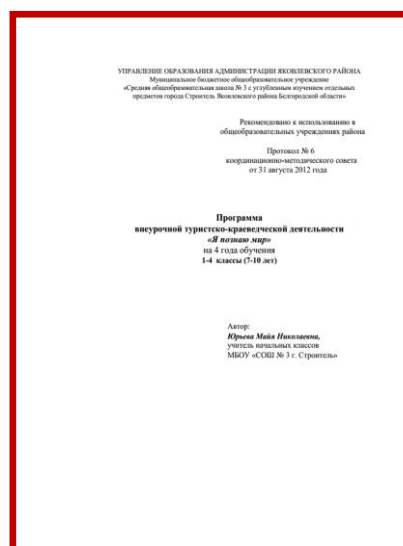 УПРАВЛЕНИЕ ОБРАЗОВАНИЯ АДМИНИСТРАЦИИ ЯКОВЛЕВСКОГО РАЙОНА
Муниципальное бюджетное общеобразовательное учреждение
«Средняя общеобразовательная школа № 3 с углубленным изучением отдельных
предметов города Строитель Яковлевского района Белгородской области»
Рекомендовано к использованию в
общеобразовательных учреждениях района
Протокол № 6
координационно-методического совета
от 31 августа 2012 года
Программа
внеурочной туристско-краеведческой деятельности
«Я познаю мир»
на 4 года обучения
1-4 классы (7-10 лет)
Автор:
Юрьева Майя Николаевна,
учитель начальных классов
МБОУ «СОШ № 3 г. Строитель»